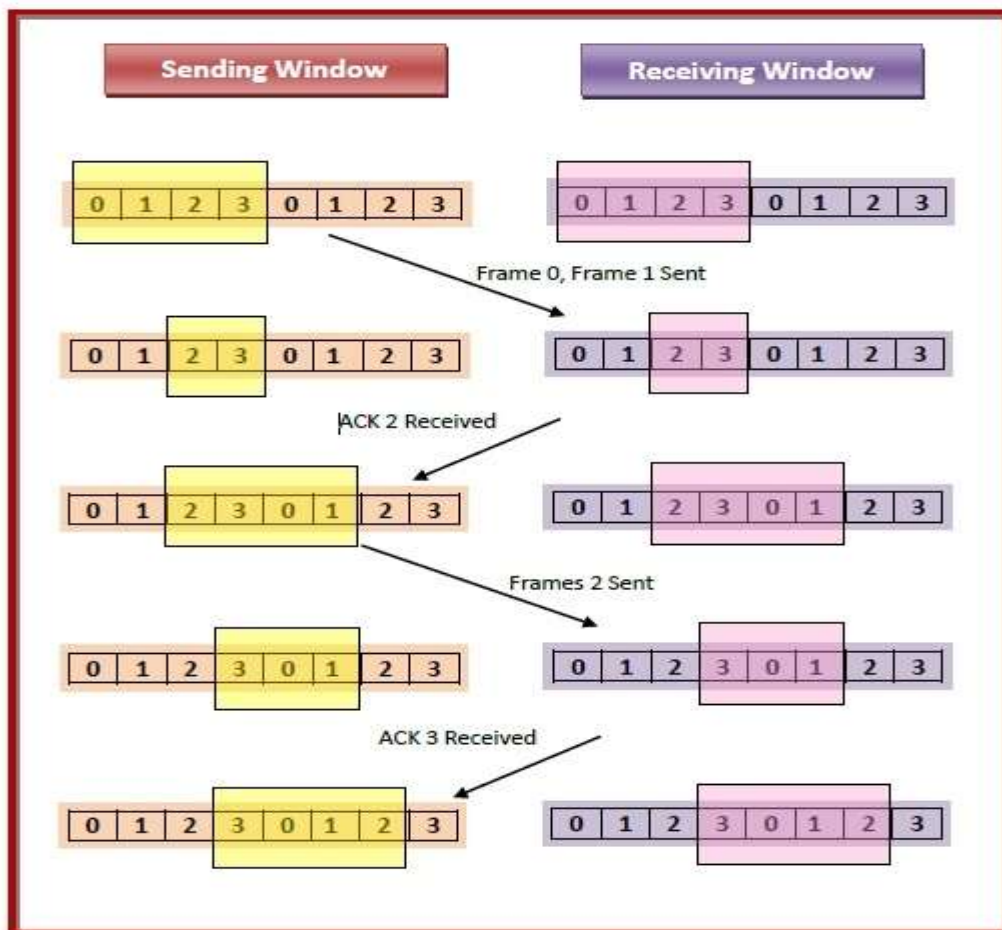 Sending Window
Receiving Window
0 1 2 3 0 1 2 3
0 1 2 3 0 1 2 3
Frame 0, Frame 1 Sent
0 1 2 3 0 1 2 3
0 1 2 3 0 1 2 3
ACK 2 Received
0 1 2 3 0 1 2 3
0 1 2 3 0 1 2 3
Frames 2 Sent
0 1 2 3 0 1 2 3
0 1 2 3 0 1 2 3
ACK 3 Received
0 1 2 3 0 1 2 3
0 1 2 3 0 1 2 3